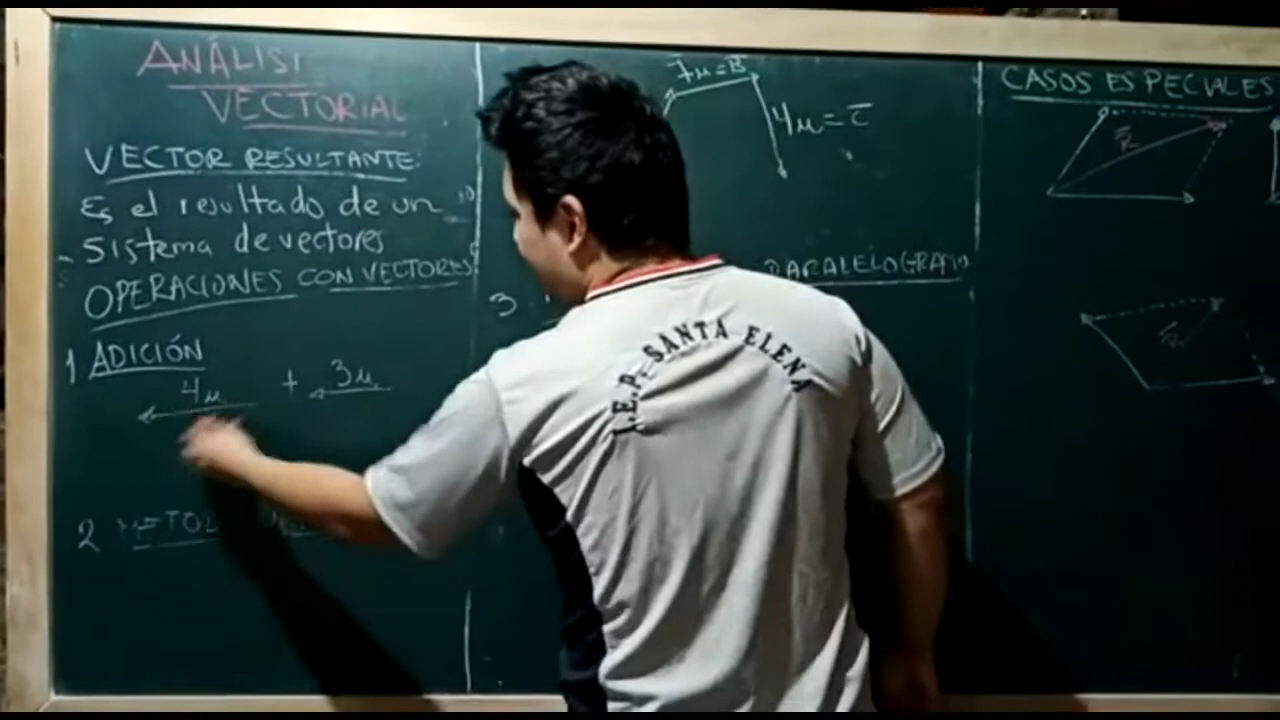 ANÁLISI
VECTORIAL
VECTOR RESULTANTE:
Es el resultado de un
Sistema de vectores
OPERACIONES CON VECTORES
1 ADICIÓN
4u + 3u
2
7u = B
4u = C
3
PARALELOGRAMO
CASOS ESPECIALES
R
R
I.E.P. SANTA ELENA